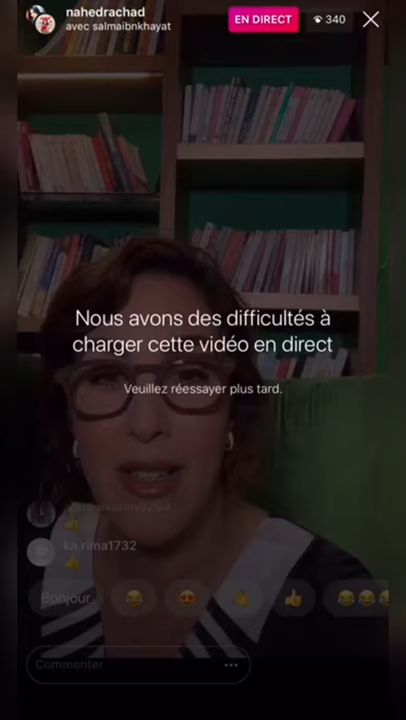 nahedrachad
avec salmaibnkhayat
EN DIRECT
340
Nous avons des difficultés à
charger cette vidéo en direct
Veuillez réessayer plus tard.
ka.rima1732
Bonjour
Commenter